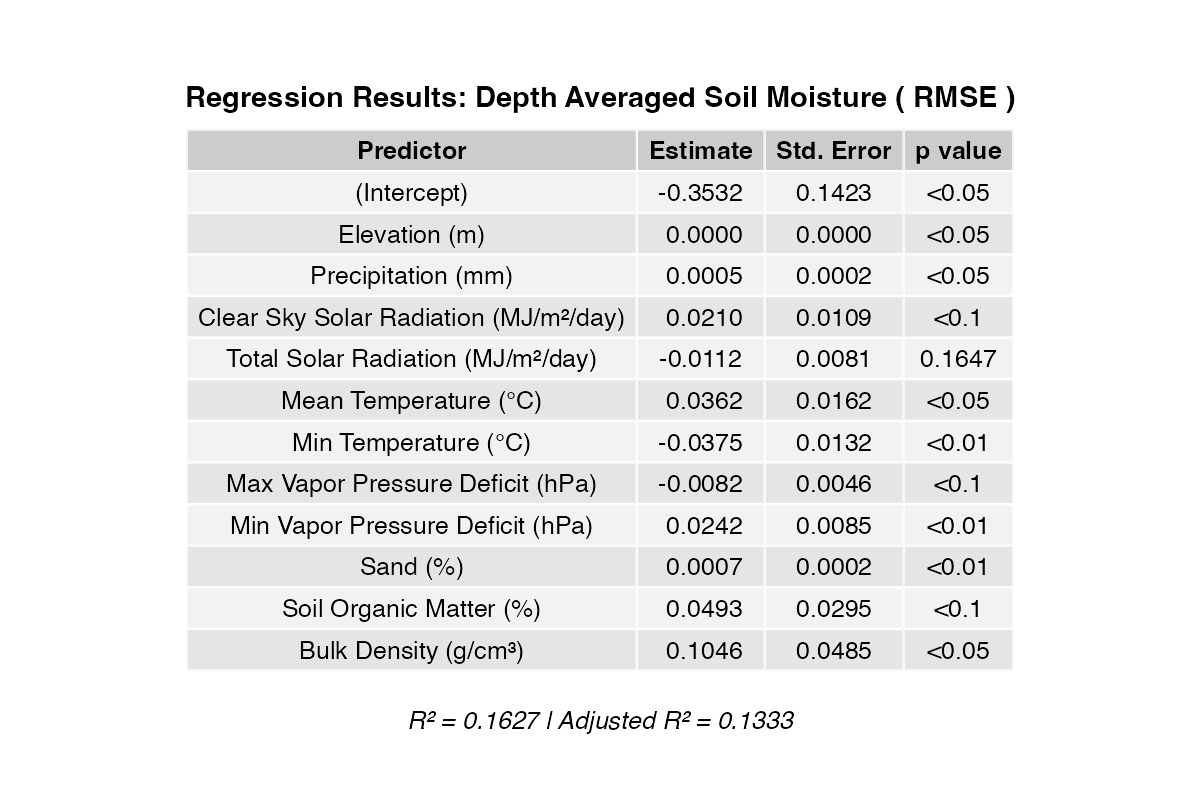 Regression Results: Depth Averaged Soil Moisture ( RMSE )
Predictor Estimate Std. Error p value
(Intercept) -0.3532 0.1423 <0.05
Elevation (m) 0.0000 0.0000 <0.05
Precipitation (mm) 0.0005 0.0002 <0.05
Clear Sky Solar Radiation (MJ/m²/day) 0.0210 0.0109 <0.1
Total Solar Radiation (MJ/m²/day) -0.0112 0.0081 0.1647
Mean Temperature (°C) 0.0362 0.0162 <0.05
Min Temperature (°C) -0.0375 0.0132 <0.01
Max Vapor Pressure Deficit (hPa) -0.0082 0.0046 <0.1
Min Vapor Pressure Deficit (hPa) 0.0242 0.0085 <0.01
Sand (%) 0.0007 0.0002 <0.01
Soil Organic Matter (%) 0.0493 0.0295 <0.1
Bulk Density (g/cm³) 0.1046 0.0485 <0.05
R² = 0.1627 | Adjusted R² = 0.1333